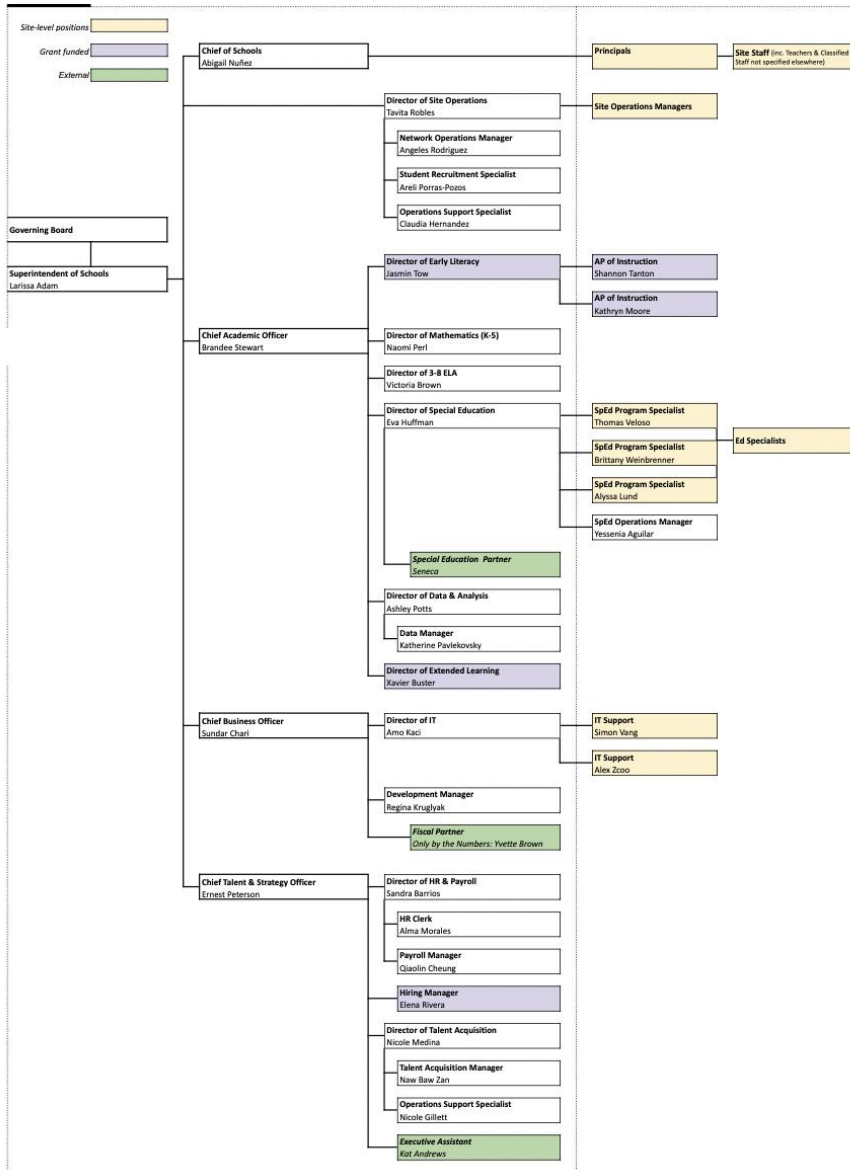 Site-level positions
Grant funded
External
Chief of Schools
Abigail Nuñez
Principals
Site Staff (inc. Teachers & Classified
Staff not specified elsewhere)
Director of Site Operations
Tavita Robles
Site Operations Managers
Network Operations Manager
Angeles Rodriguez
Student Recruitment Specialist
Areli Porras-Pozos
Operations Support Specialist
Claudia Hernandez
Governing Board
Superintendent of Schools
Larissa Adam
Director of Early Literacy
Jasmin Tow
AP of Instruction
Shannon Tanton
AP of Instruction
Kathryn Moore
Chief Academic Officer
Brandee Stewart
Director of Mathematics (K-5)
Naomi Perl
Director of 3-8 ELA
Victoria Brown
Director of Special Education
Eva Huffman
SpEd Program Specialist
Thomas Veloso
Ed Specialists
SpEd Program Specialist
Brittany Weinbrenner
SpEd Program Specialist
Alyssa Lund
SpEd Operations Manager
Yessenia Aguilar
Special Education Partner
Seneca
Director of Data & Analysis
Ashley Potts
Data Manager
Katherine Pavlekovsky
Director of Extended Learning
Xavier Buster
Chief Business Officer
Sundar Chari
Director of IT
Amo Kaci
IT Support
Simon Vang
IT Support
Alex Zcoo
Development Manager
Regina Kruglyak
Fiscal Partner
Only by the Numbers: Yvette Brown
Chief Talent & Strategy Officer
Ernest Peterson
Director of HR & Payroll
Sandra Barrios
HR Clerk
Alma Morales
Payroll Manager
Qiaolin Cheung
Hiring Manager
Elena Rivera
Director of Talent Acquisition
Nicole Medina
Talent Acquisition Manager
Naw Baw Zan
Operations Support Specialist
Nicole Gillett
Executive Assistant
Kat Andrews